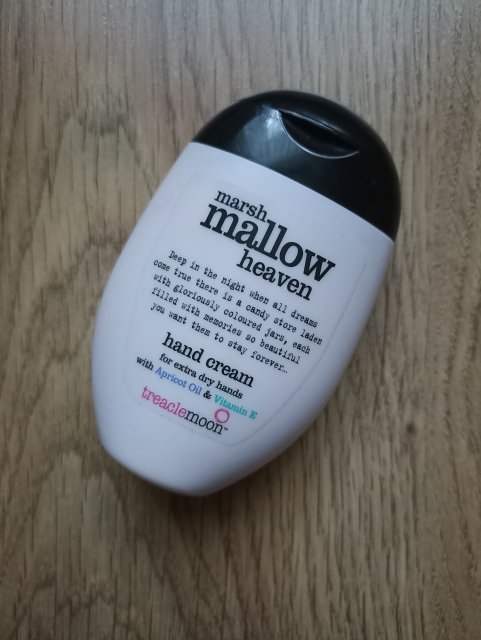 marsh
mallow
heaven
Deep in the night when all dreams
come true there is a candy store laden
with gloriously coloured jars, each
filled with memories so beautiful
you want them to stay forever...
hand cream
for extra dry hands
with Apricot Oil & Vitamin E
treaclemoon™